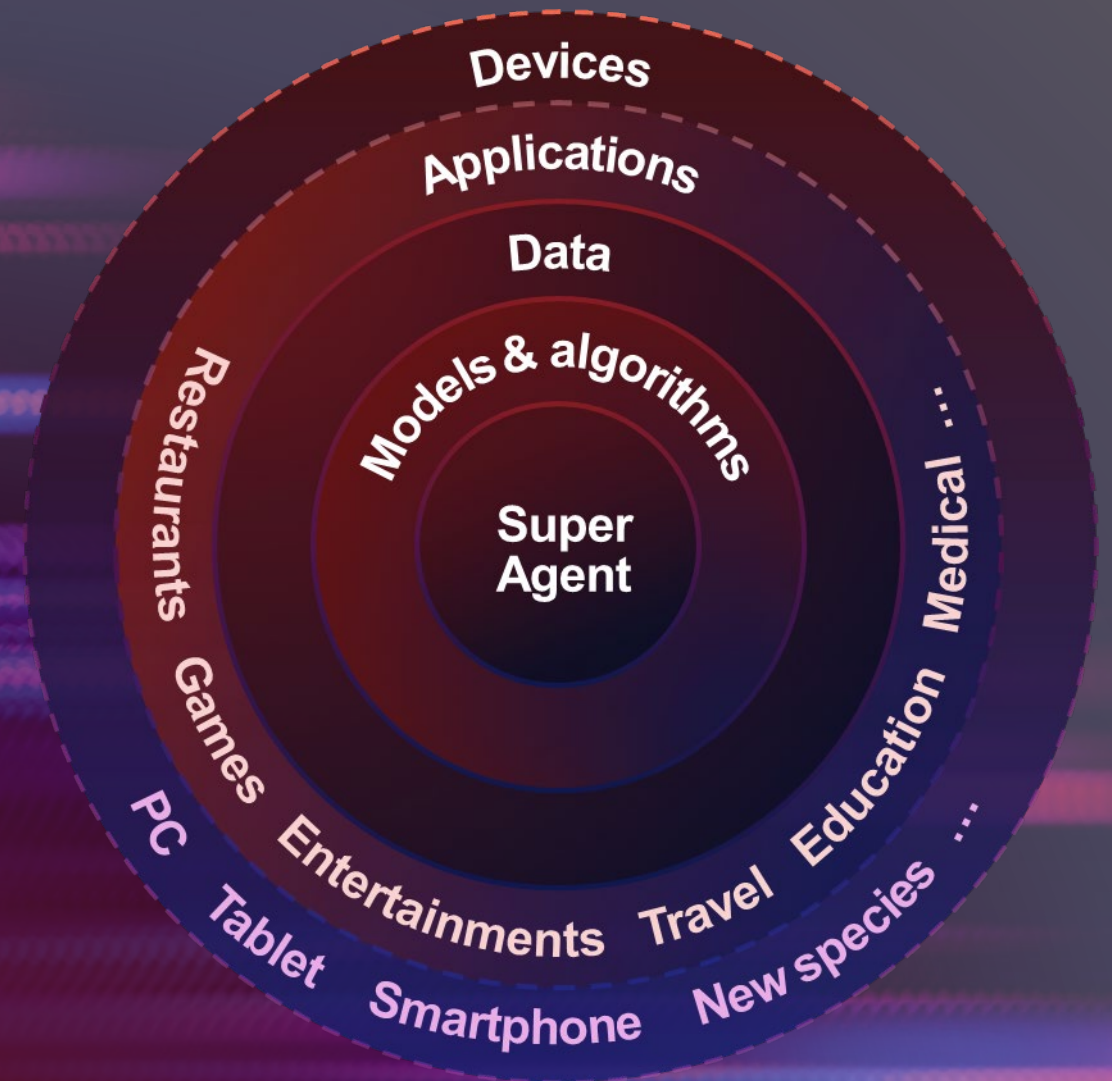 Devices
Applications
Data
Models & algorithms
Super
Agent
Restaurants Games Entertainments Travel Education Medical ...
PC Tablet Smartphone New species ...